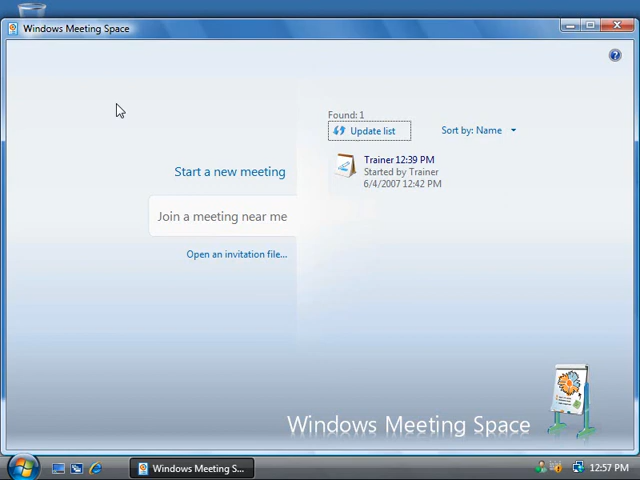 Windows Meeting Space
Found: 1
Update list
Sort by: Name
Trainer 12:39 PM
Started by Trainer
6/4/2007 12:42 PM
Start a new meeting
Join a meeting near me
Open an invitation file...
Windows Meeting Space
Windows Meeting S...
12:57 PM